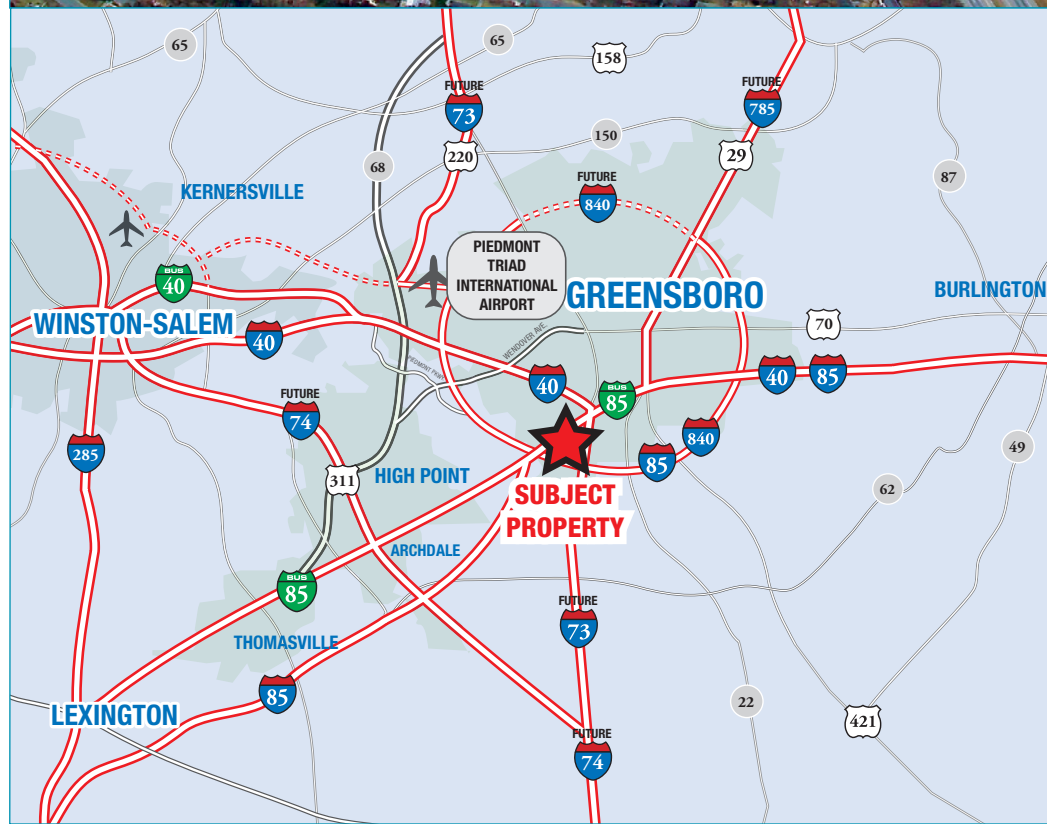 65
65
158
FUTURE
73
FUTURE
785
150
220
29
68
87
KERNERSVILLE
FUTURE
840
PIEDMONT
TRIAD
INTERNATIONAL
AIRPORT
BUS
40
GREENSBORO
BURLINGTON
WINSTON-SALEM
40
70
WENDOVER AVE.
PIEDMONT PKWY
40
BUS
85
40
85
FUTURE
74
840
285
85
49
HIGH POINT
311
SUBJECT
PROPERTY
62
ARCHDALE
BUS
85
FUTURE
73
THOMASVILLE
85
22
LEXINGTON
421
FUTURE
74